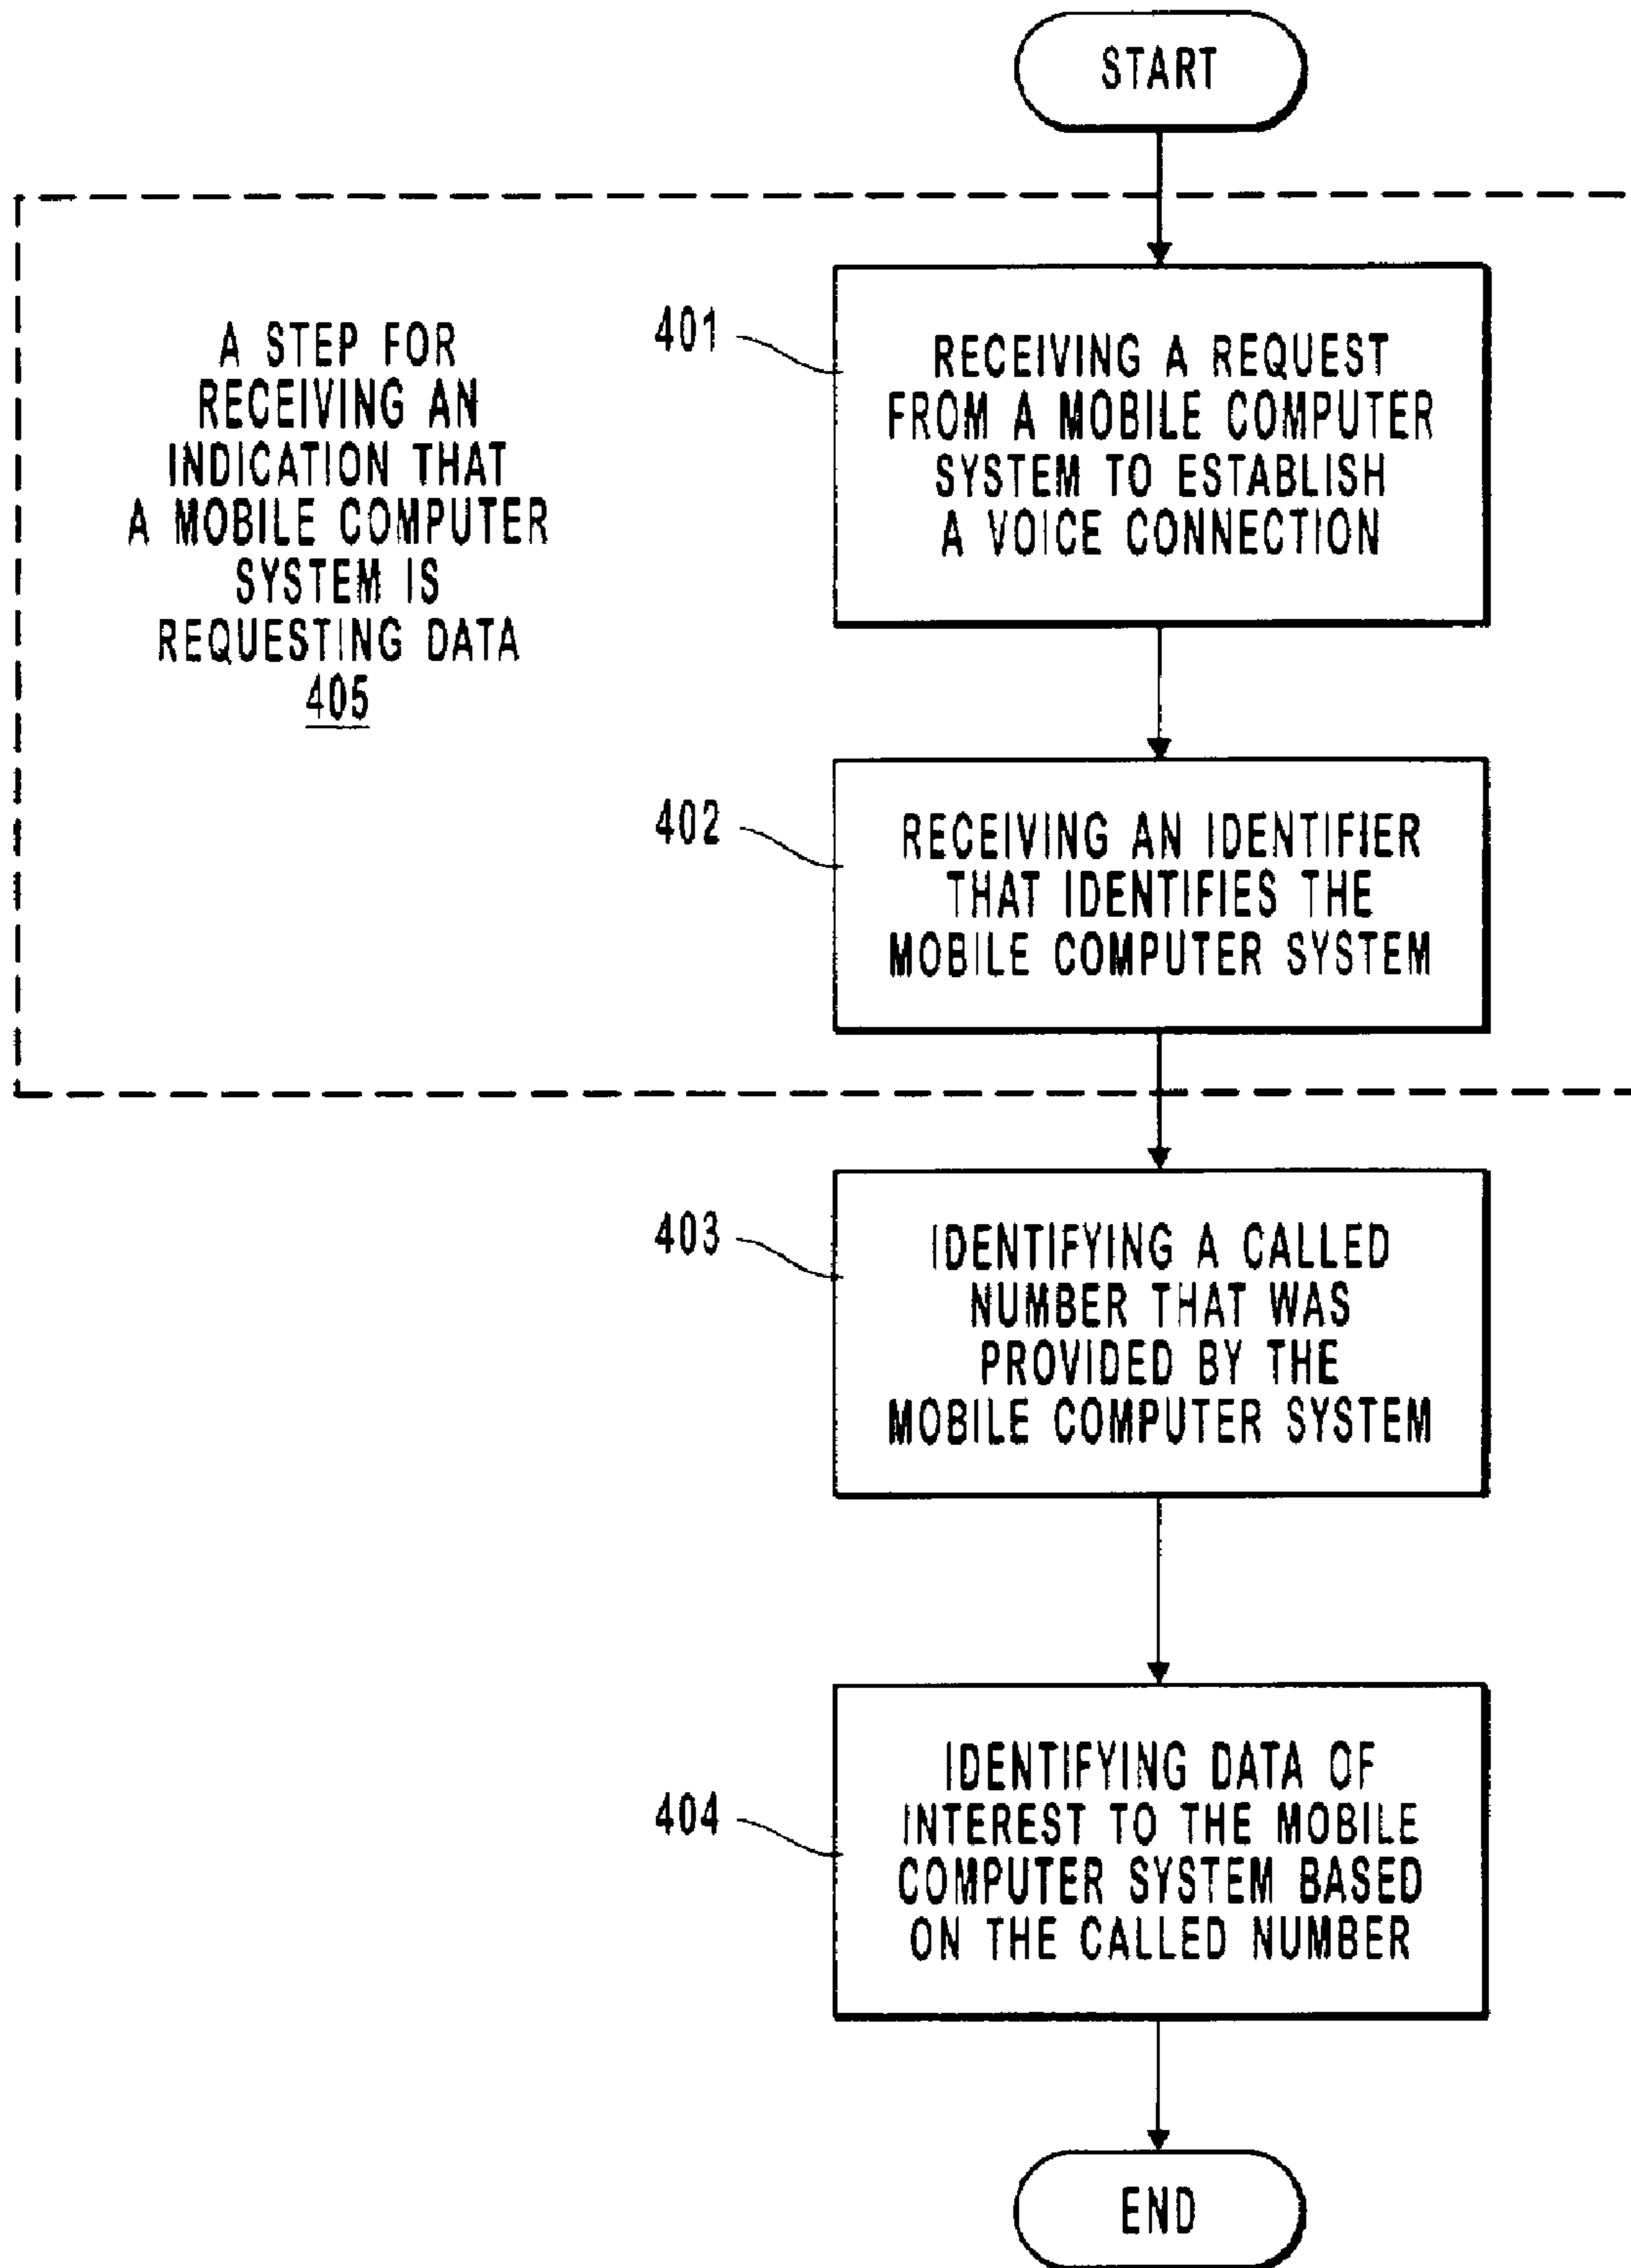 START
A STEP FOR
RECEIVING AN
INDICATION THAT
A MOBILE COMPUTER
SYSTEM IS
REQUESTING DATA
405
401
RECEIVING A REQUEST
FROM A MOBILE COMPUTER
SYSTEM TO ESTABLISH
A VOICE CONNECTION
402
RECEIVING AN IDENTIFIER
THAT IDENTIFIES THE
MOBILE COMPUTER SYSTEM
403
IDENTIFYING A CALLED
NUMBER THAT WAS
PROVIDED BY THE
MOBILE COMPUTER SYSTEM
404
IDENTIFYING DATA OF
INTEREST TO THE MOBILE
COMPUTER SYSTEM BASED
ON THE CALLED NUMBER
END